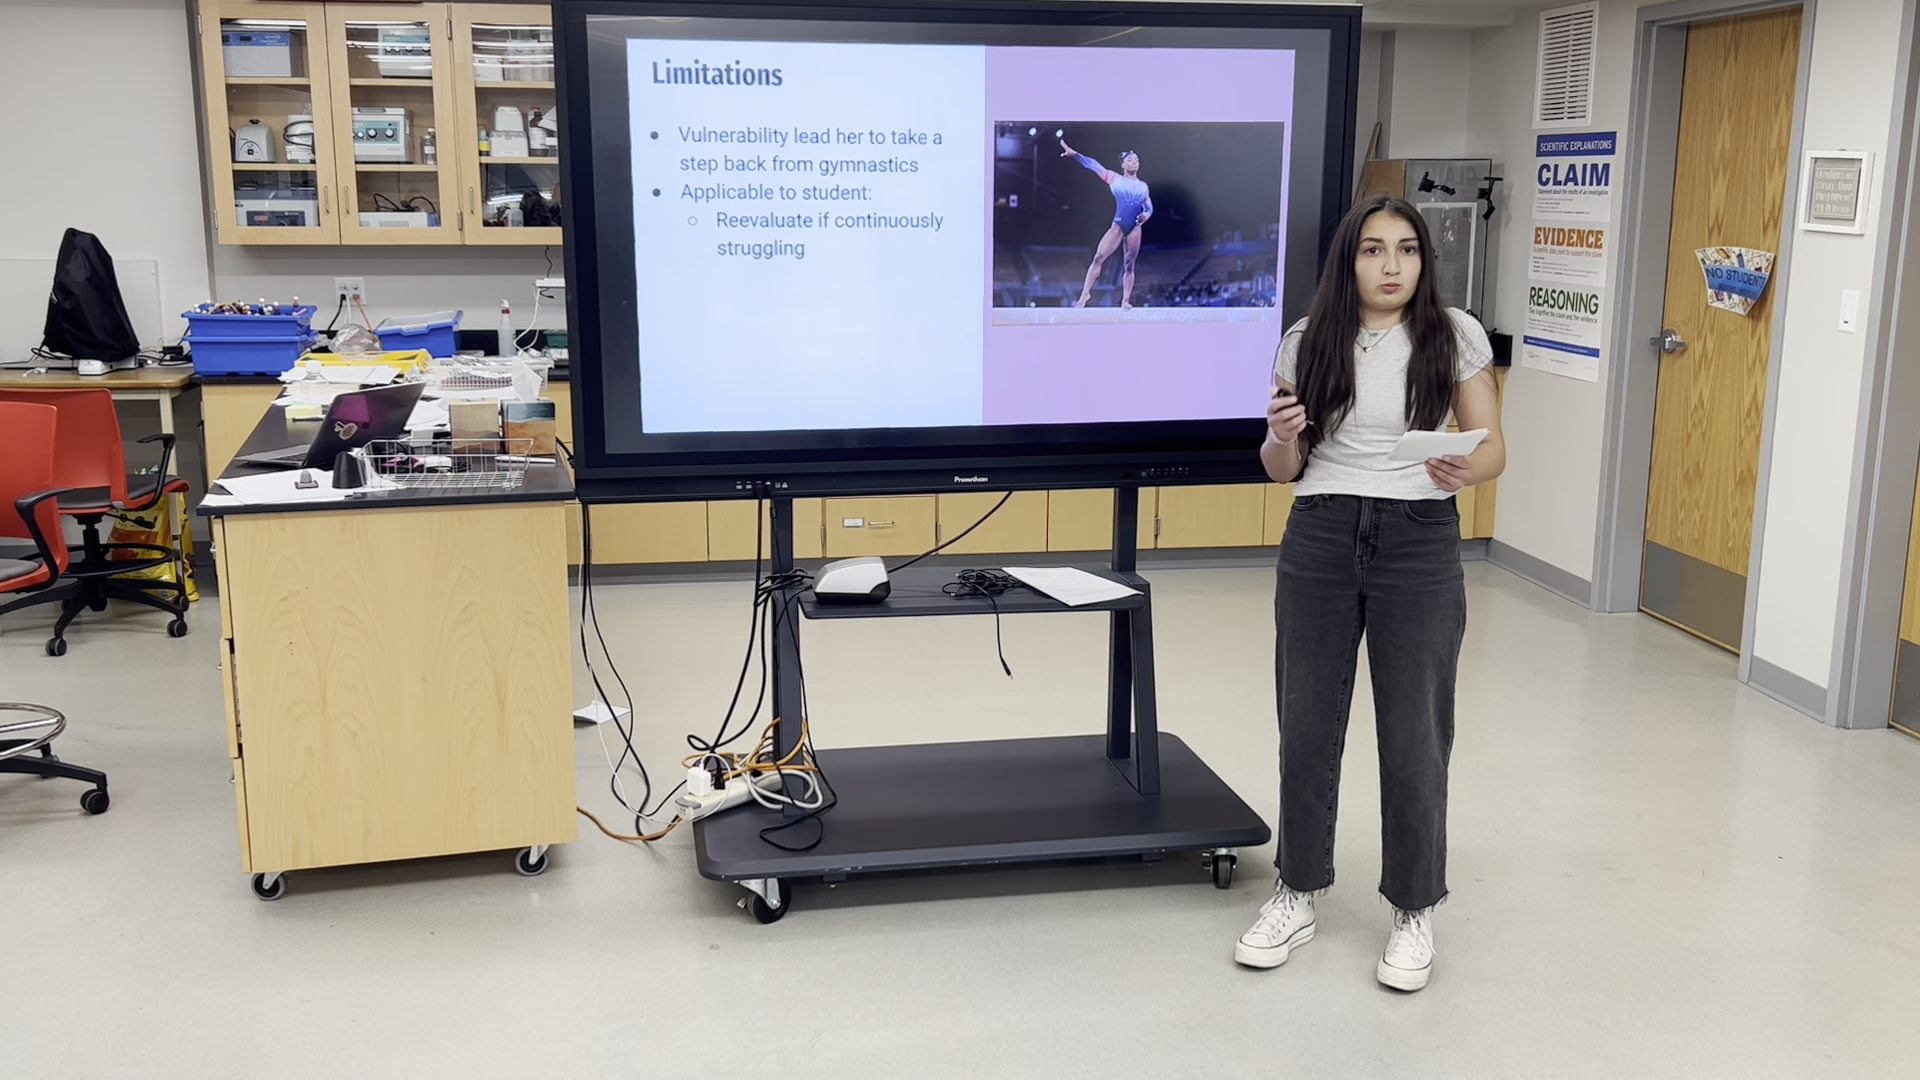 Limitations
Vulnerability lead her to take a
step back from gymnastics
Applicable to student:
Reevaluate if continuously
struggling
Promethean
SCIENTIFIC EXPLANATIONS
CLAIM
EVIDENCE
REASONING
NO STUDENT